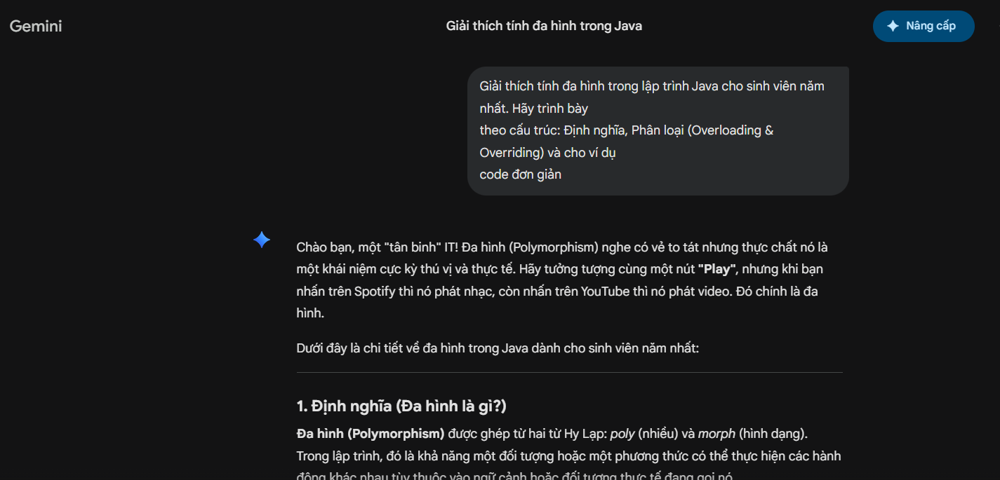 Gemini
Giải thích tính đa hình trong Java
Nâng cấp
Giải thích tính đa hình trong lập trình Java cho sinh viên năm
nhất. Hãy trình bày
theo cấu trúc: Định nghĩa, Phân loại (Overloading &
Overriding) và cho ví dụ
code đơn giản
Chào bạn, một "tân binh" IT! Đa hình (Polymorphism) nghe có vẻ to tát nhưng thực chất nó là
một khái niệm cực kỳ thú vị và thực tế. Hãy tưởng tượng cùng một nút "Play", nhưng khi bạn
nhấn trên Spotify thì nó phát nhạc, còn nhấn trên YouTube thì nó phát video. Đó chính là đa
hình.
Dưới đây là chi tiết về đa hình trong Java dành cho sinh viên năm nhất:
1. Định nghĩa (Đa hình là gì?)
Đa hình (Polymorphism) được ghép từ hai từ Hy Lạp: poly (nhiều) và morph (hình dạng).
Trong lập trình, đó là khả năng một đối tượng hoặc một phương thức có thể thực hiện các hành
động khác nhau tùy thuộc vào ngữ cảnh hoặc đối tượng thực tế đang gọi nó.